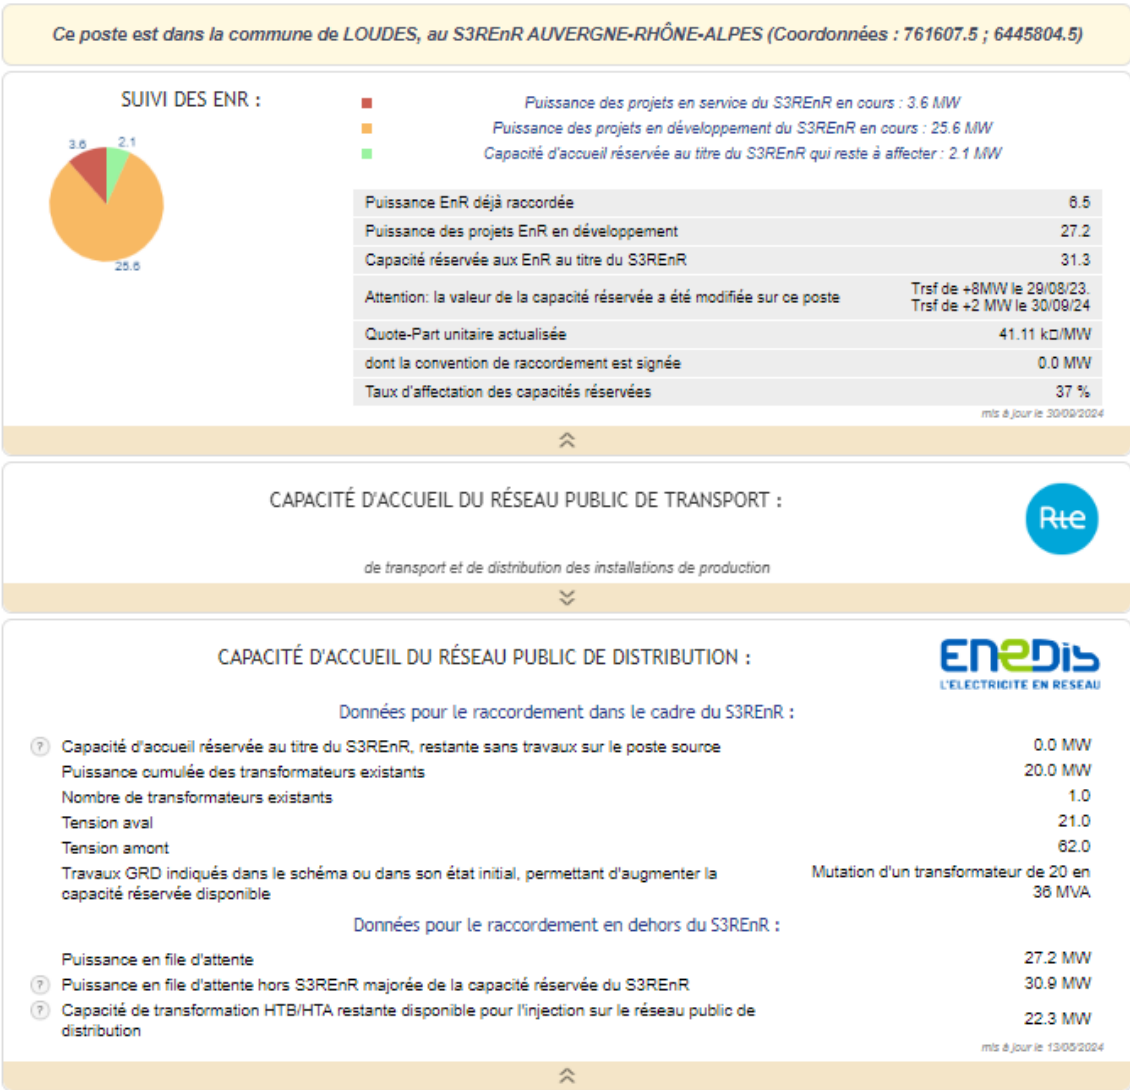 Ce poste est dans la commune de LOUDES, au S3REnR AUVERGNE-RHÔNE-ALPES (Coordonnées : 761607.5 ; 6445804.5)
SUIVI DES ENR :
Puissance des projets en service du S3REnR en cours : 3.6 MW
Puissance des projets en développement du S3REnR en cours : 25.6 MW
Capacité d'accueil réservée au titre du S3REnR qui reste à affecter : 2.1 MW
3.6
2.1
25.6
Puissance EnR déjà raccordée 6.5
Puissance des projets EnR en développement 27.2
Capacité réservée aux EnR au titre du S3REnR 31.3
Attention: la valeur de la capacité réservée a été modifiée sur ce poste Trsf de +8MW le 29/08/23.
Trsf de +2 MW le 30/09/24
Quote-Part unitaire actualisée 41.11 k□/MW
dont la convention de raccordement est signée 0.0 MW
Taux d'affectation des capacités réservées 37 %
mis à jour le 30/09/2024
CAPACITÉ D'ACCUEIL DU RÉSEAU PUBLIC DE TRANSPORT :
Rte
de transport et de distribution des installations de production
CAPACITÉ D'ACCUEIL DU RÉSEAU PUBLIC DE DISTRIBUTION :
ENEDIS
L'ELECTRICITE EN RESEAU
Données pour le raccordement dans le cadre du S3REnR :
? Capacité d'accueil réservée au titre du S3REnR, restante sans travaux sur le poste source 0.0 MW
Puissance cumulée des transformateurs existants 20.0 MW
Nombre de transformateurs existants 1.0
Tension aval 21.0
Tension amont 62.0
Travaux GRD indiqués dans le schéma ou dans son état initial, permettant d'augmenter la
capacité réservée disponible
Mutation d'un transformateur de 20 en
36 MVA
Données pour le raccordement en dehors du S3REnR :
Puissance en file d'attente 27.2 MW
? Puissance en file d'attente hors S3REnR majorée de la capacité réservée du S3REnR 30.9 MW
? Capacité de transformation HTB/HTA restante disponible pour l'injection sur le réseau public de
distribution
22.3 MW
mis à jour le 13/05/2024